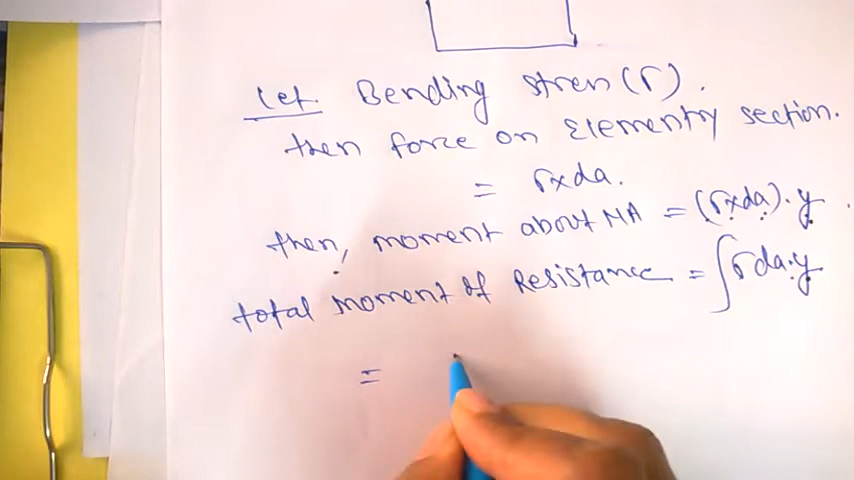 Let. Bending stren (σ).
then force on Elementry section.
= σxda.
then, moment about NA = (σxda).y
total moment of Resistance = ∫σda.y
=